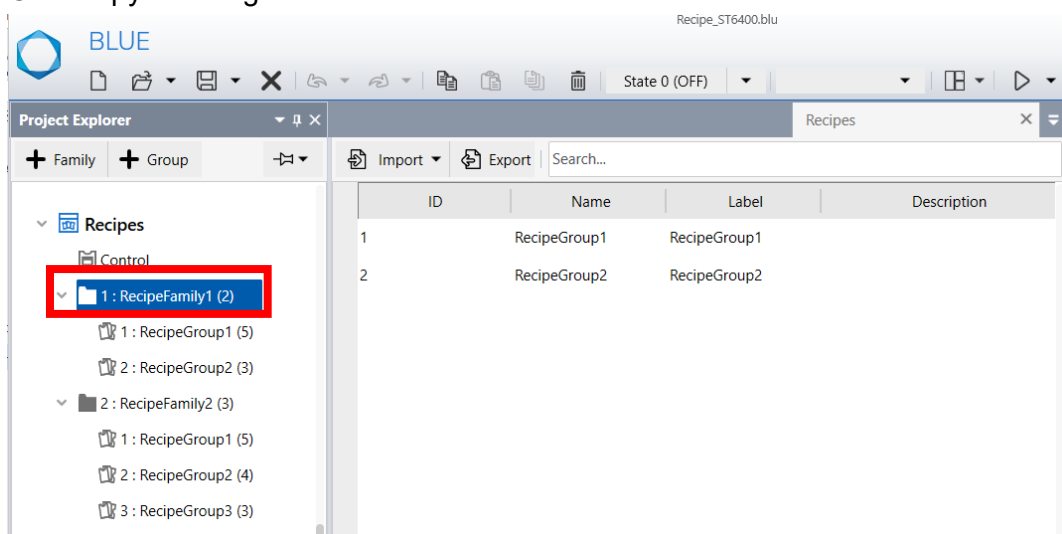 Recipe_ST6400.blu
BLUE
State 0 (OFF)
Project Explorer
Recipes
Family
Group
Import
Export
Search...
ID Name Label Description
Recipes
Control
1 : RecipeFamily1 (2)
1 : RecipeGroup1 (5)
2 : RecipeGroup2 (3)
2 : RecipeFamily2 (3)
1 : RecipeGroup1 (5)
2 : RecipeGroup2 (4)
3 : RecipeGroup3 (3)
1 RecipeGroup1 RecipeGroup1
2 RecipeGroup2 RecipeGroup2